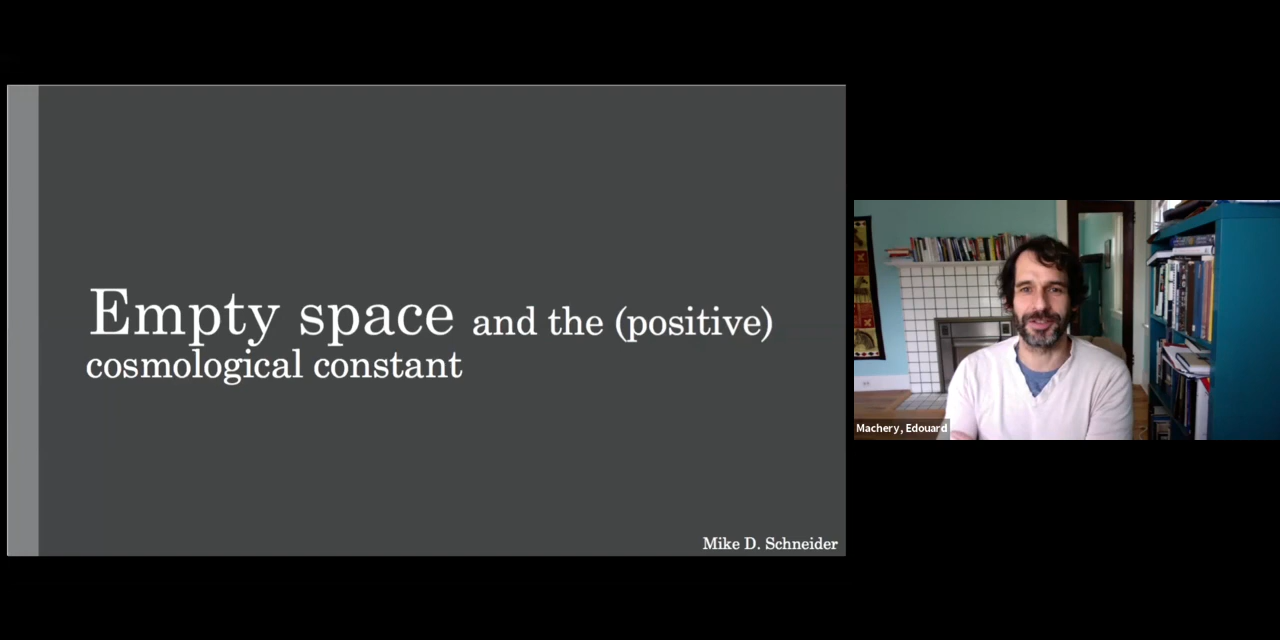 Empty space and the (positive)
cosmological constant
Mike D. Schneider
Machery, Edouard